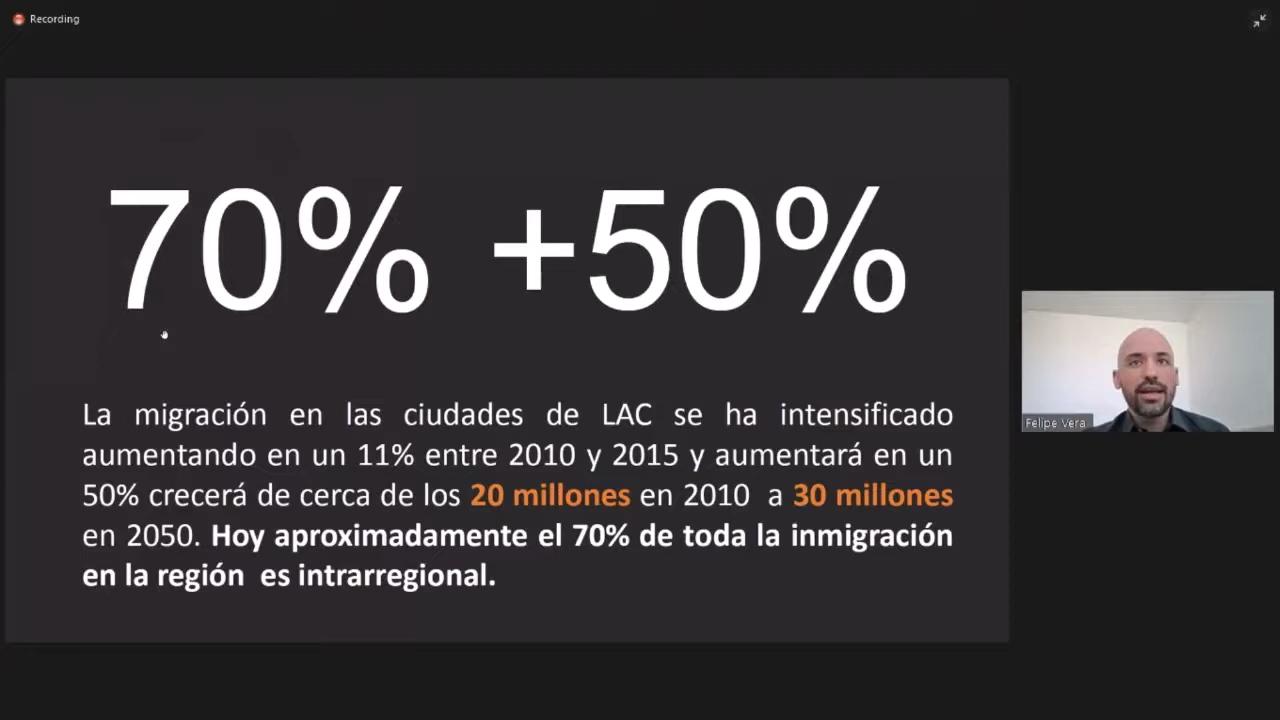 Recording
70% +50%
La migración en las ciudades de LAC se ha intensificado
aumentando en un 11% entre 2010 y 2015 y aumentará en un
50% crecerá de cerca de los 20 millones en 2010 a 30 millones
en 2050. Hoy aproximadamente el 70% de toda la inmigración
en la región es intrarregional.
Felipe Vera